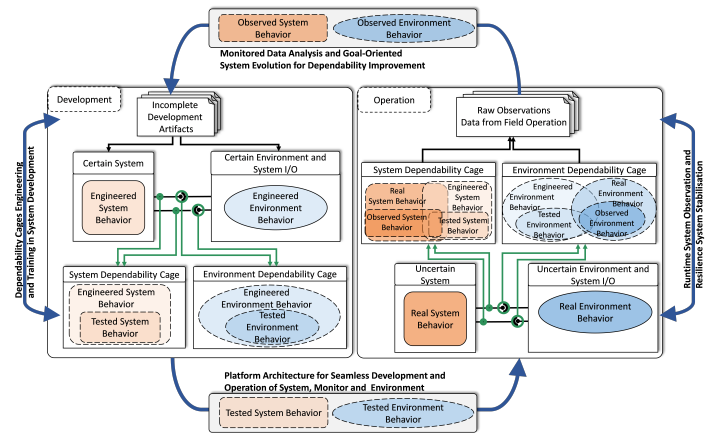 Observed System
Behavior
Observed Environment
Behavior
Monitored Data Analysis and Goal-Oriented
System Evolution for Dependability Improvement
Dependability Cages Engineering
and Training in System Development
Development
Incomplete
Development
Artifacts
Certain System
Engineered
System
Behavior
Certain Environment and
System I/O
Engineered Environment
Behavior
System Dependability Cage
Engineered System
Behavior
Tested System
Behavior
Environment Dependability Cage
Engineered
Environment Behavior
Tested
Environment
Behavior
Operation
Raw Observations
Data from Field Operation
System Dependability Cage
Real
System Behavior
Engineered
System
Behavior
Observed System
Behavior
Tested System
Behavior
Environment Dependability Cage
Engineered
Environment
Behavior
Real
Environment
Behavior
Tested
Environment
Behavior
Observed
Environment
Behavior
Uncertain
System
Real System
Behavior
Uncertain Environment and
System I/O
Real Environment
Behavior
Runtime System Observation and
Resilience System Stabilisation
Platform Architecture for Seamless Development and
Operation of System, Monitor and Environment
Tested System Behavior
Tested Environment
Behavior